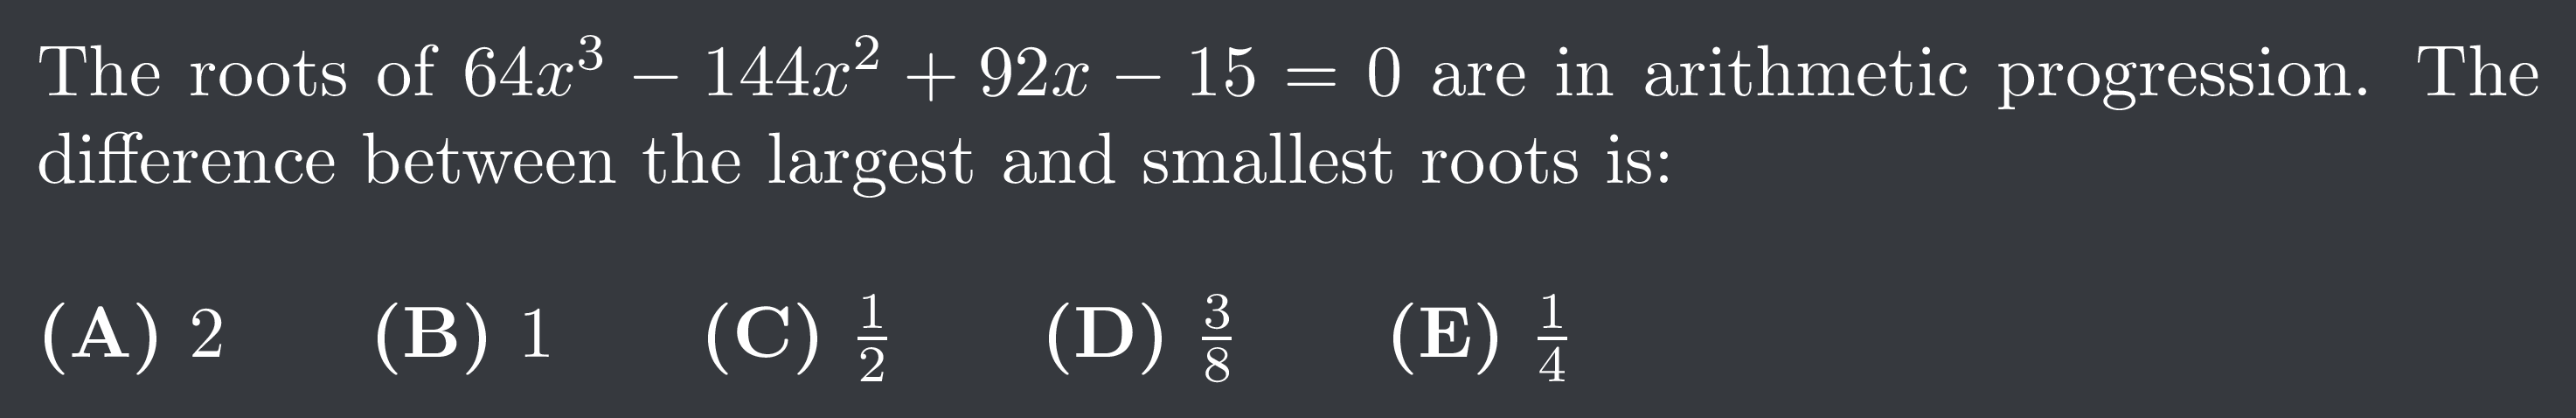 The roots of $64x^3 - 144x^2 + 92x - 15 = 0$ are in arithmetic progression. The
difference between the largest and smallest roots is:
(A) 2 (B) 1 (C) $\frac{1}{2}$ (D) $\frac{3}{8}$ (E) $\frac{1}{4}$